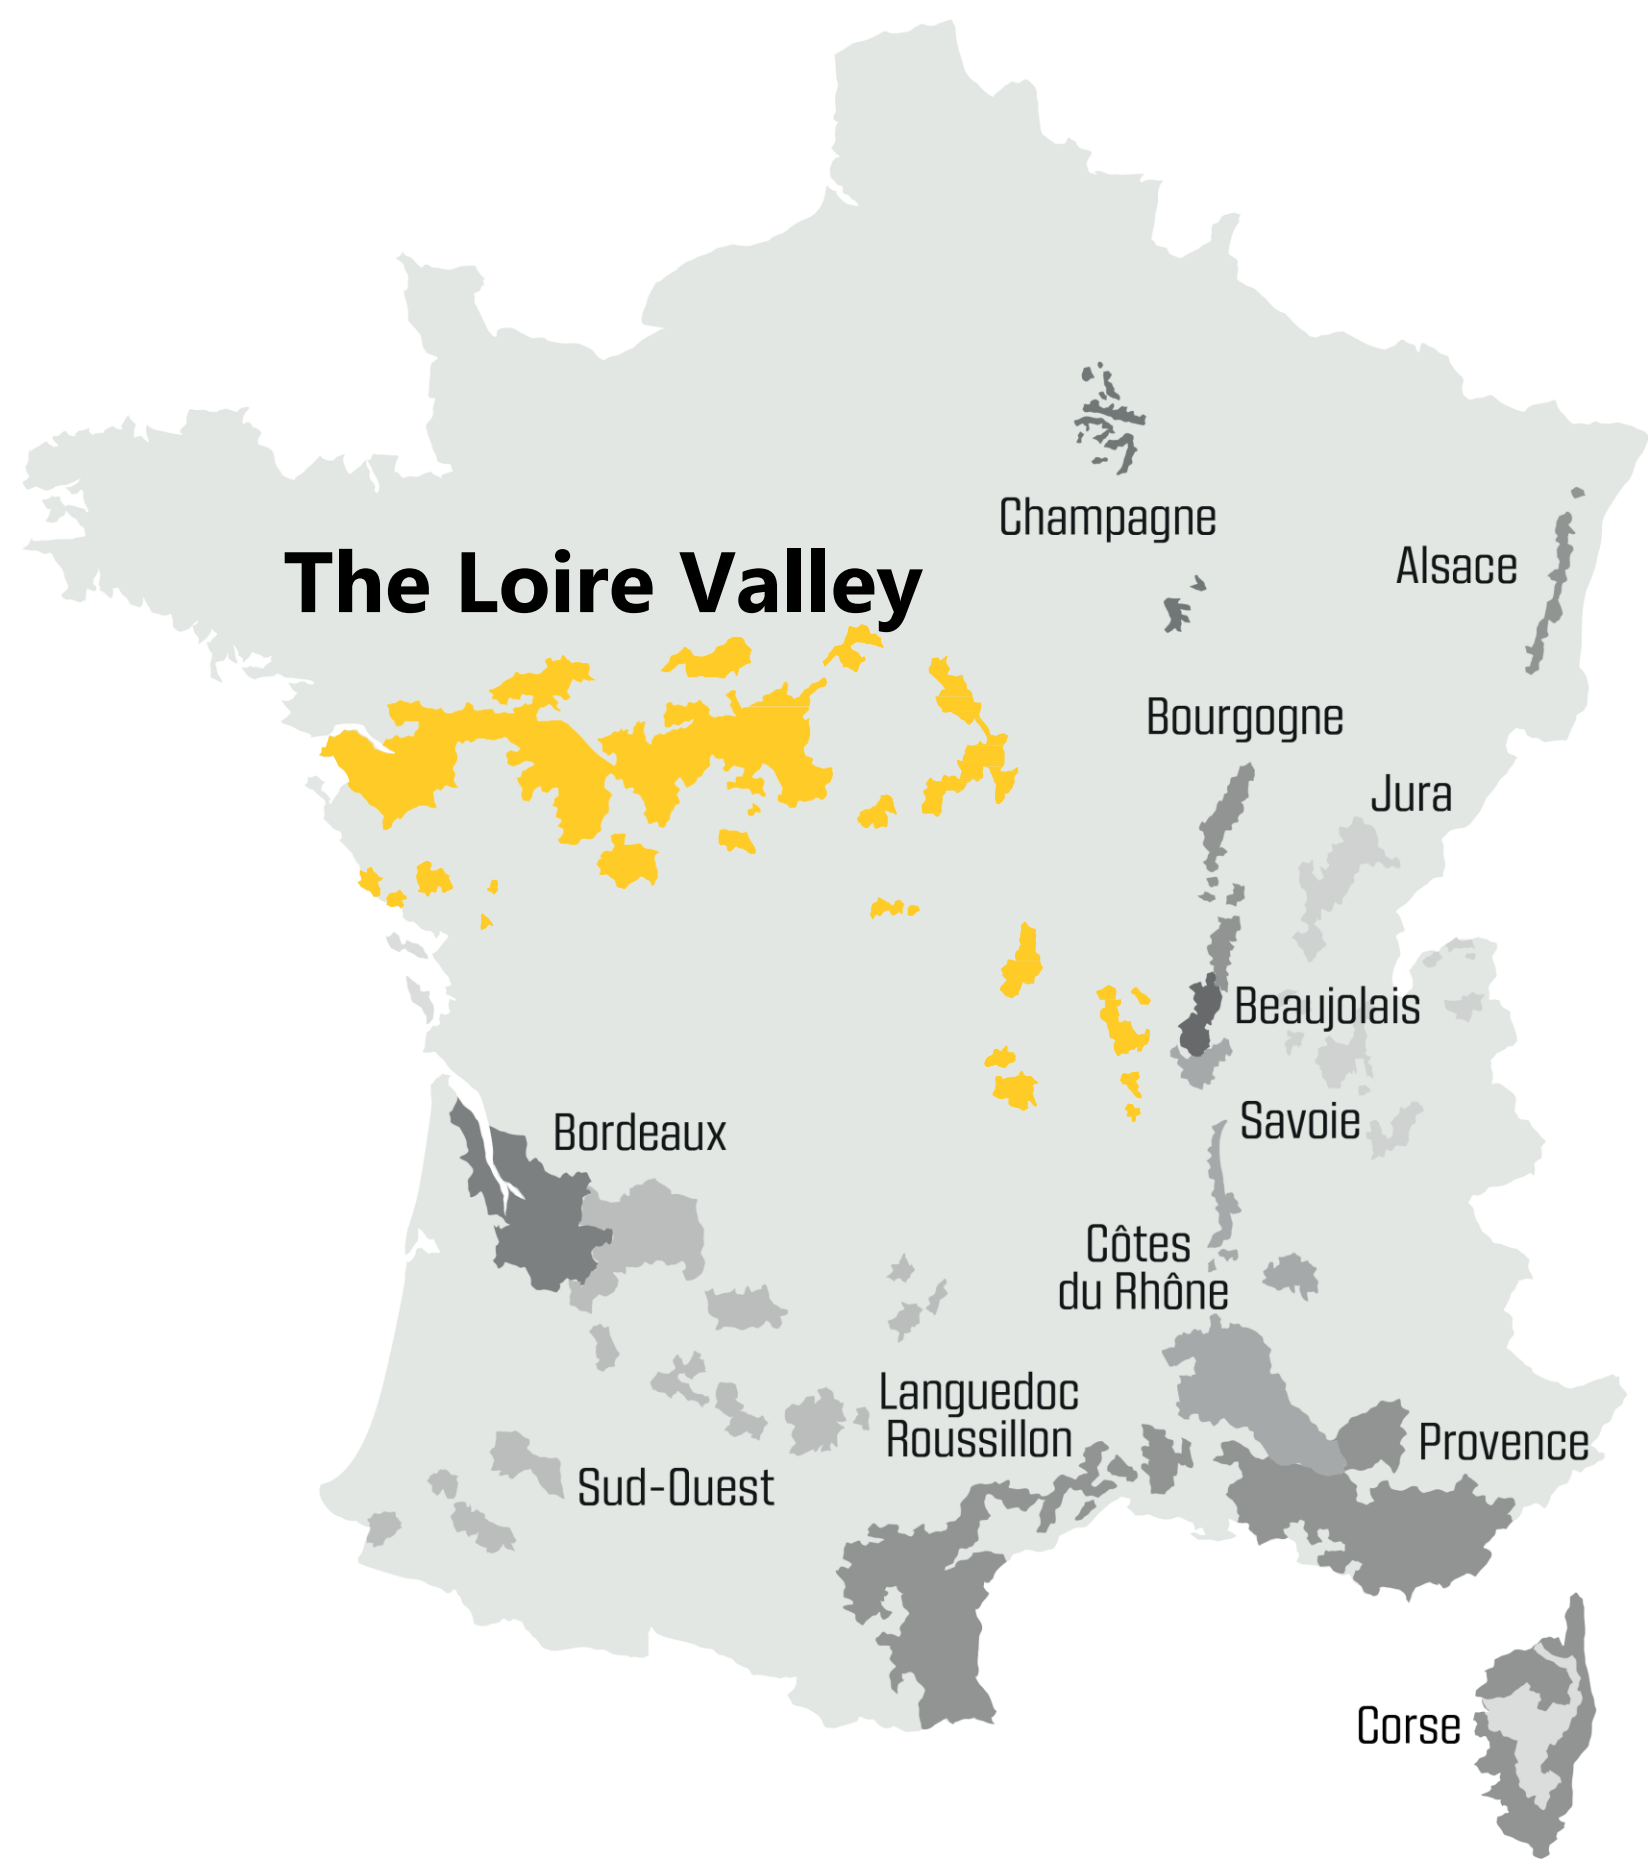 Champagne
Alsace
The Loire Valley
Bourgogne
Jura
Beaujolais
Savoie
Bordeaux
Côtes
du Rhône
Languedoc
Roussillon
Provence
Sud-Ouest
Corse